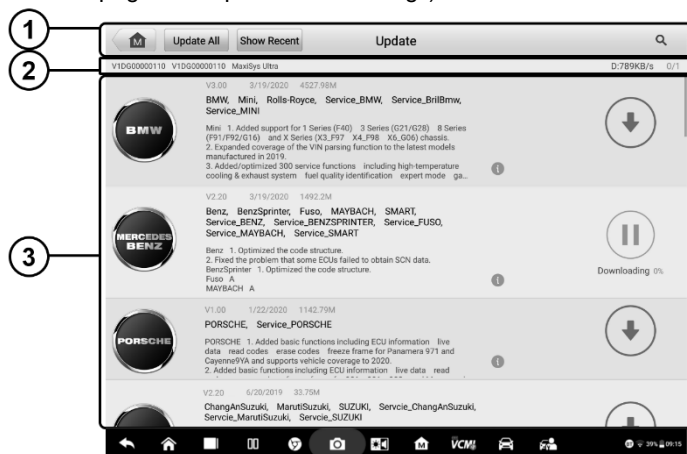 1
M Update All Show Recent Update
2
V1DG00000110 V1DG00000110 MaxiSys Ultra D:789KB/s 0/1
3
V3.00 3/19/2020 4527.98M
BMW, Mini, Rolls-Royce, Service_BMW, Service_BrilBmw,
Service_MINI
BMW
Mini 1. Added support for 1 Series (F40) 3 Series (G21/G28) 8 Series
(F91/F92/G16) and X Series (X3_F97 X4_F98 X6_G06) chassis.
2. Expanded coverage of the VIN parsing function to the latest models
manufactured in 2019.
3. Added/optimized 300 service functions including high-temperature
cooling & exhaust system fuel quality identification expert mode ga...
V2.20 3/19/2020 1492.2M
Benz, BenzSprinter, Fuso, MAYBACH, SMART,
Service_BENZ, Service_BENZSPRINTER, Service_FUSO,
Service_MAYBACH, Service_SMART
MERCEDES
BENZ
Benz 1. Optimized the code structure.
2. Fixed the problem that some ECUs failed to obtain SCN data.
BenzSprinter 1. Optimized the code structure.
Fuso A
MAYBACH A
Downloading 0%
V1.00 1/22/2020 1142.79M
PORSCHE, Service_PORSCHE
PORSCHE
PORSCHE 1. Added basic functions including ECU information live
data read codes erase codes freeze frame for Panamera 971 and
Cayenne9YA and supports vehicle coverage to 2020.
2. Added basic functions including ECU information live data read
V2.20 6/20/2019 33.75M
ChangAnSuzuki, MarutiSuzuki, SUZUKI, Servcie_ChangAnSuzuki,
Servcie_MarutiSuzuki, Servcie_SUZUKI
M VCMI 39% 09:15